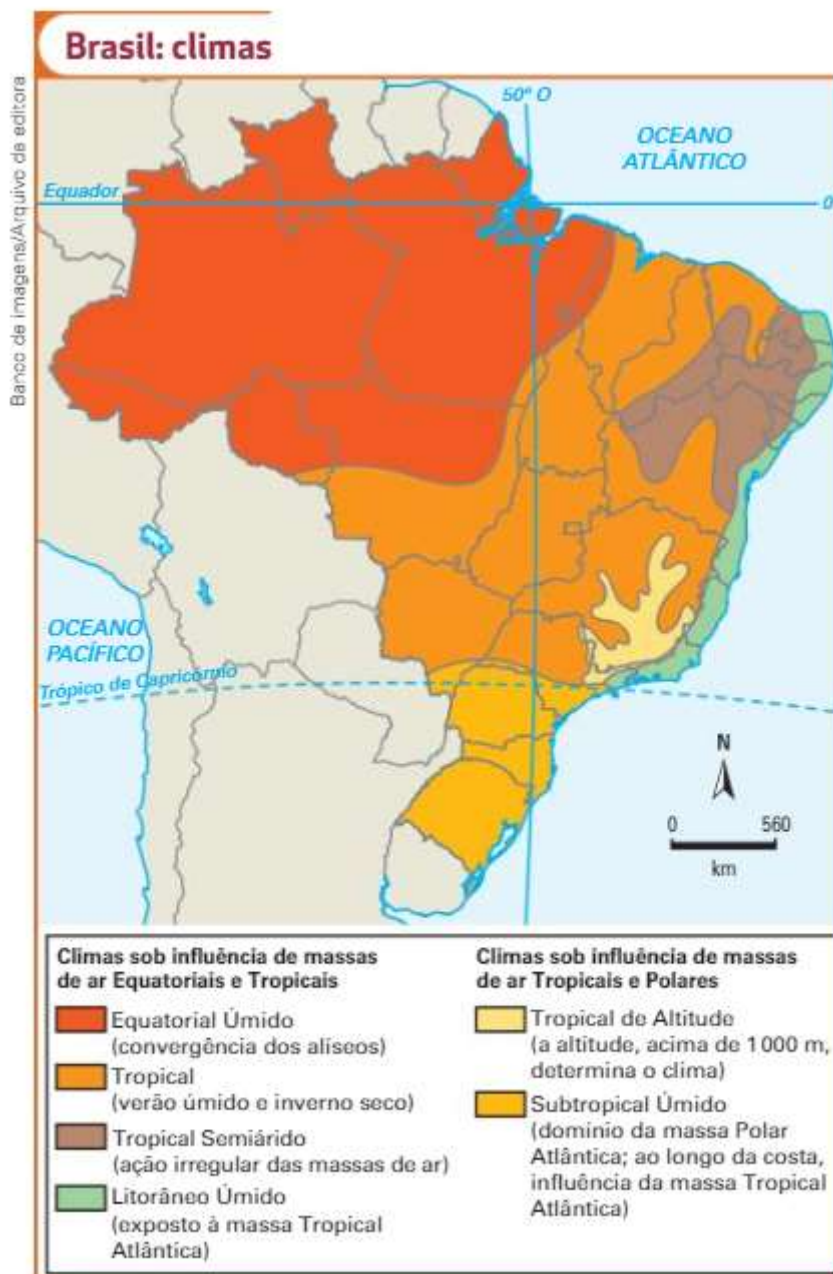 Brasil: climas
Banco de imagens/Arquivo da editora
50º O
OCEANO
ATLÂNTICO
Equador
0º
OCEANO
PACÍFICO
Trópico de Capricórnio
N
0 560
km
Climas sob influência de massas
de ar Equatoriais e Tropicais
Equatorial Úmido
(convergência dos alíseos)
Tropical
(verão úmido e inverno seco)
Tropical Semiárido
(ação irregular das massas de ar)
Litorâneo Úmido
(exposto à massa Tropical
Atlântica)
Climas sob influência de massas
de ar Tropicais e Polares
Tropical de Altitude
(a altitude, acima de 1 000 m,
determina o clima)
Subtropical Úmido
(domínio da massa Polar
Atlântica; ao longo da costa,
influência da massa Tropical
Atlântica)